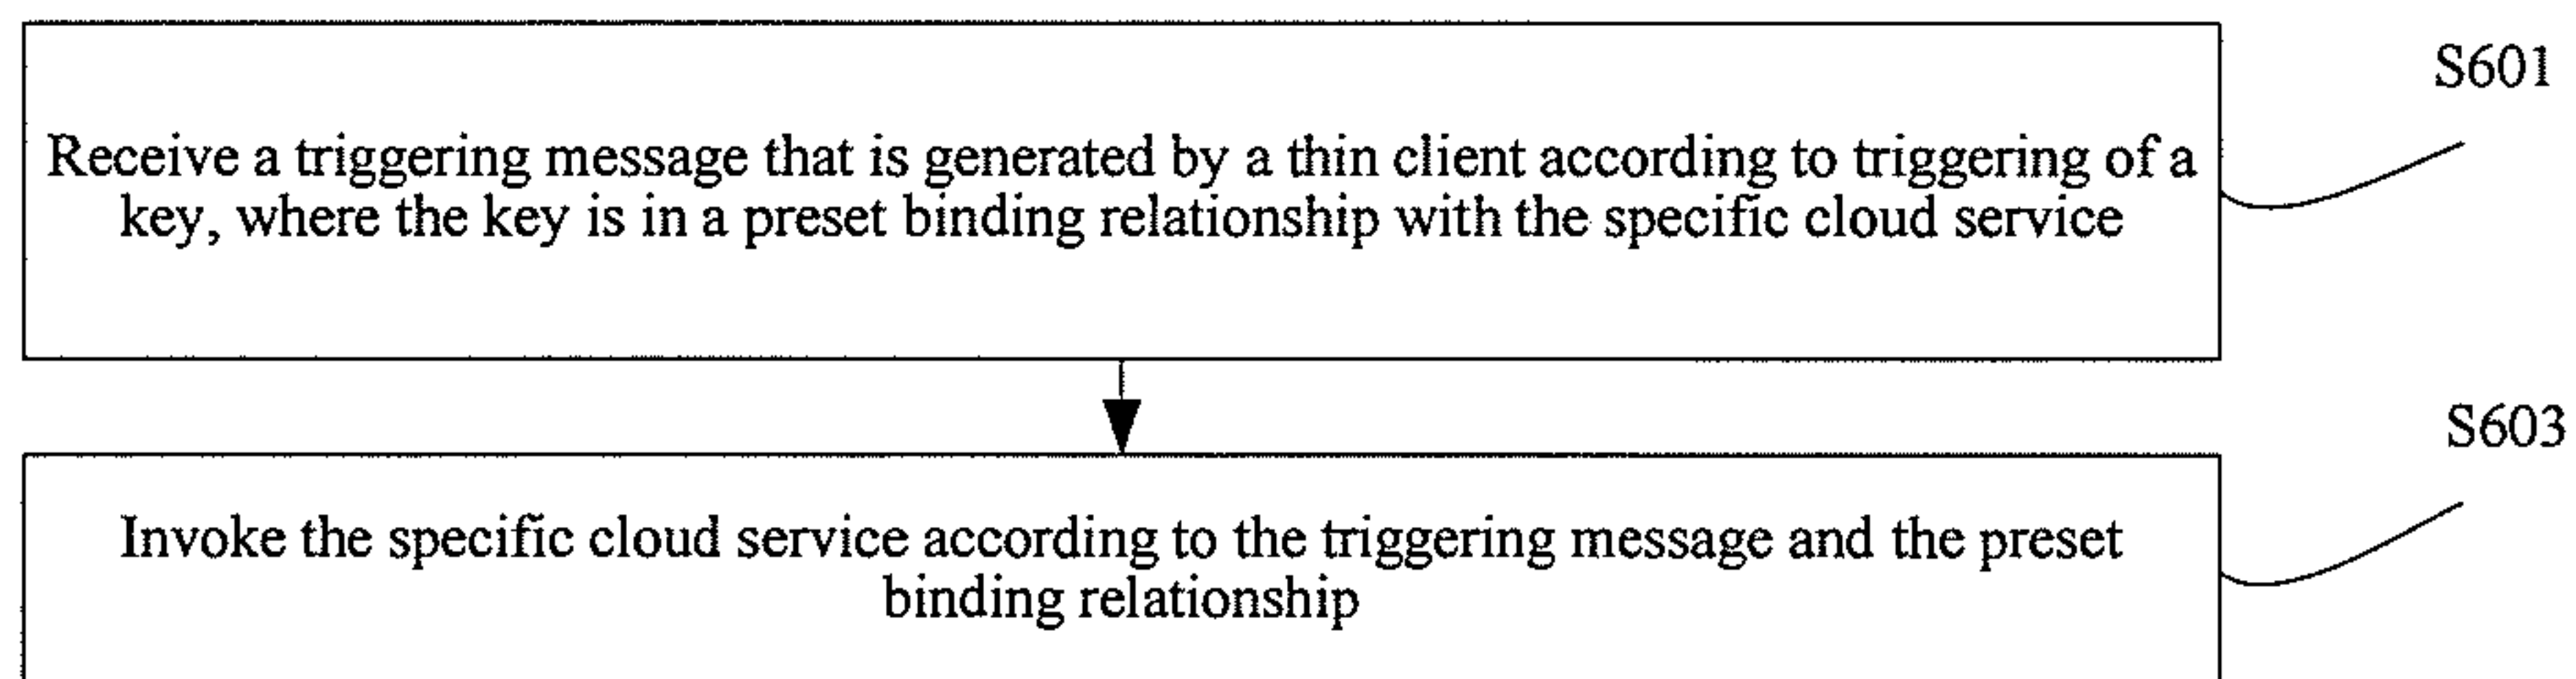 S601
Receive a triggering message that is generated by a thin client according to triggering of a
key, where the key is in a preset binding relationship with the specific cloud service
S603
Invoke the specific cloud service according to the triggering message and the preset
binding relationship